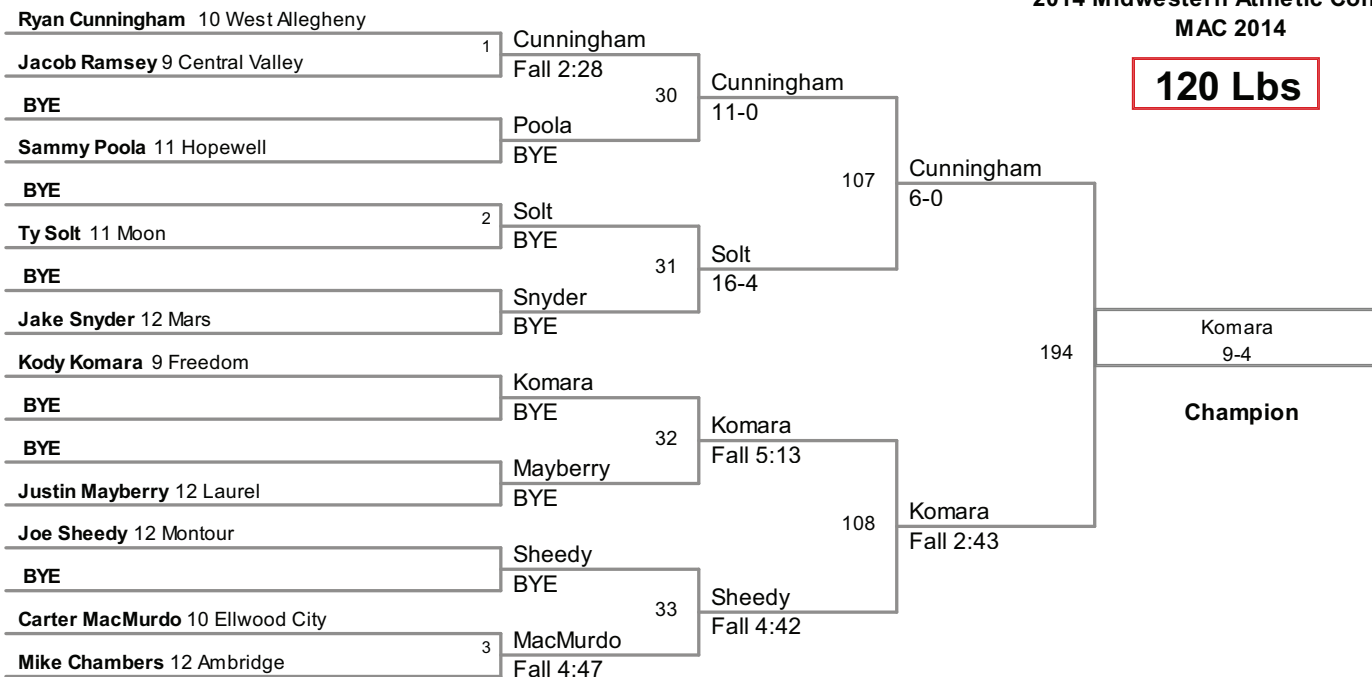 2014 Midwestern Athletic Con
MAC 2014
120 Lbs
Ryan Cunningham 10 West Allegheny
Jacob Ramsey 9 Central Valley
BYE
Sammy Poola 11 Hopewell
BYE
Ty Solt 11 Moon
BYE
Jake Snyder 12 Mars
Kody Komara 9 Freedom
BYE
BYE
Justin Mayberry 12 Laurel
Joe Sheedy 12 Montour
BYE
Carter MacMurdo 10 Ellwood City
Mike Chambers 12 Ambridge
1
2
3
Cunningham
Fall 2:28
Poola
BYE
Solt
BYE
Snyder
BYE
Komara
BYE
Mayberry
BYE
Sheedy
BYE
MacMurdo
Fall 4:47
30
31
32
33
Cunningham
11-0
Solt
16-4
Komara
Fall 5:13
Sheedy
Fall 4:42
107
108
Cunningham
6-0
Komara
Fall 2:43
194
Komara
9-4
Champion